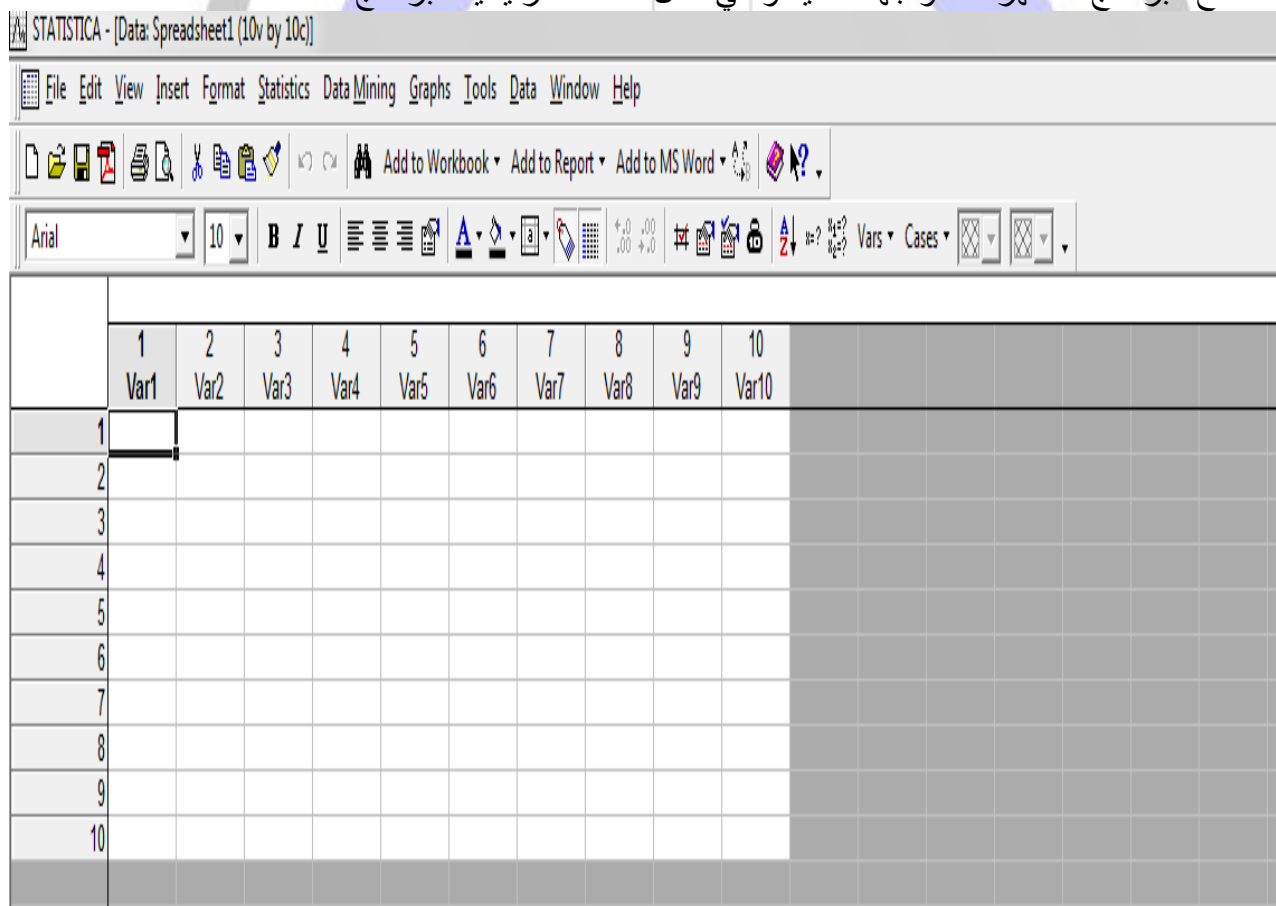 STATISTICA - [Data: Spreadsheet1 (10v by 10c)]
File Edit View Insert Format Statistics Data Mining Graphs Tools Data Window Help
Add to Workbook Add to Report Add to MS Word
Arial 10 B I U A a Vars Cases
1 2 3 4 5 6 7 8 9 10
Var1 Var2 Var3 Var4 Var5 Var6 Var7 Var8 Var9 Var10
1
2
3
4
5
6
7
8
9
10